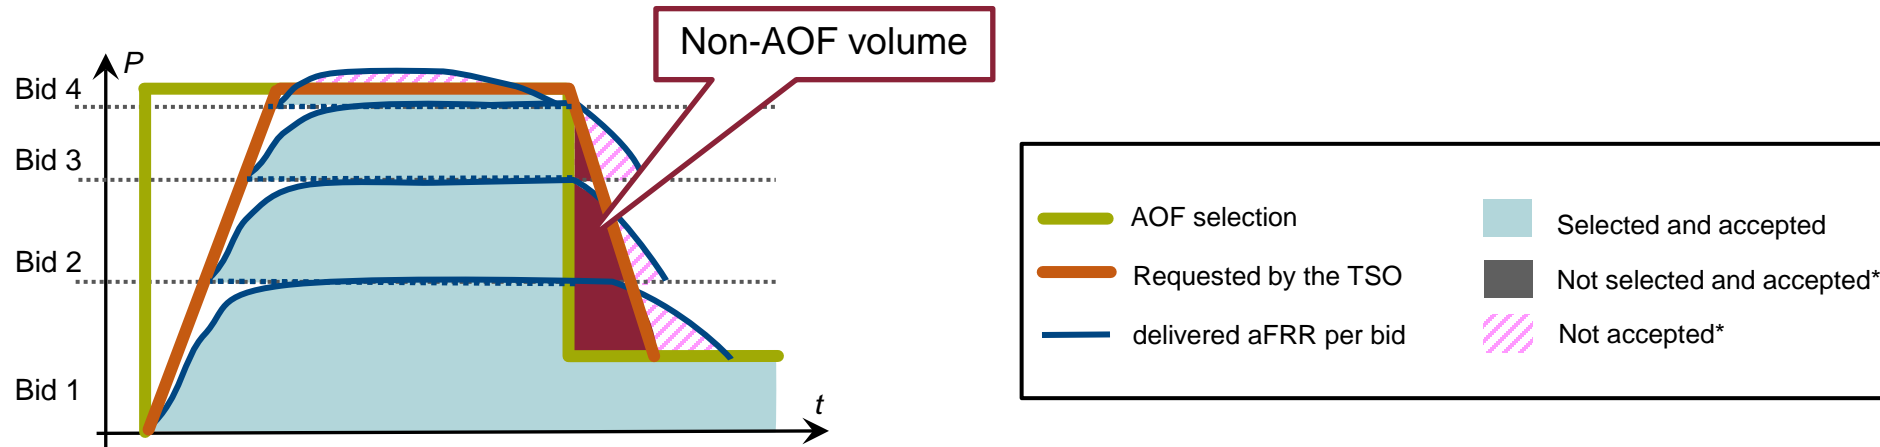 Non-AOF volume
P
Bid 4
Bid 3
Bid 2
Bid 1
t
AOF selection
Requested by the TSO
delivered aFRR per bid
Selected and accepted
Not selected and accepted*
Not accepted*